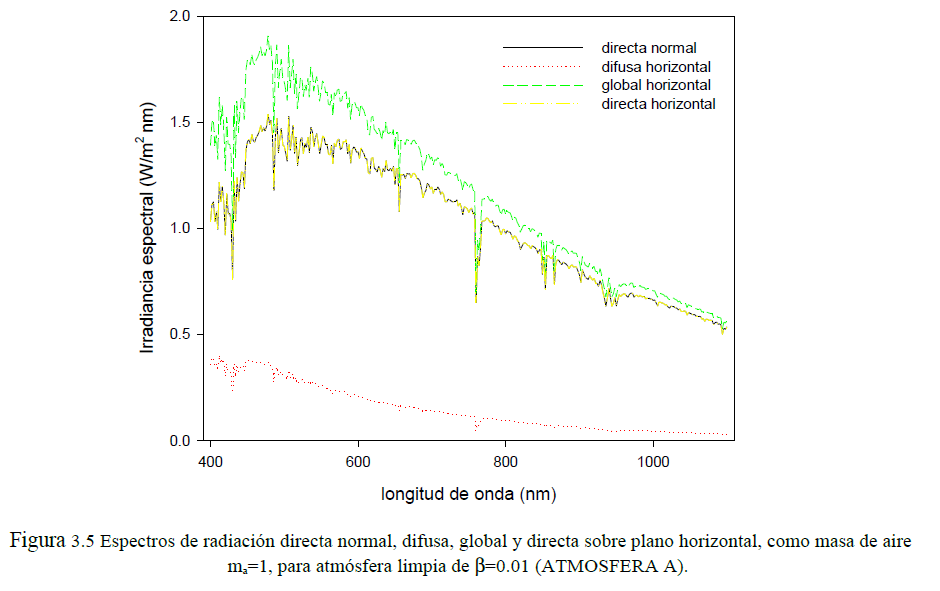 2.0
1.5
1.0
0.5
0.0
Irradiancia espectral (W/m² nm)
directa normal
difusa horizontal
global horizontal
directa horizontal
400 600 800 1000
longitud de onda (nm)
Figura 3.5 Espectros de radiación directa normal, difusa, global y directa sobre plano horizontal, como masa de aire
mₐ=1, para atmósfera limpia de β=0.01 (ATMOSFERA A).